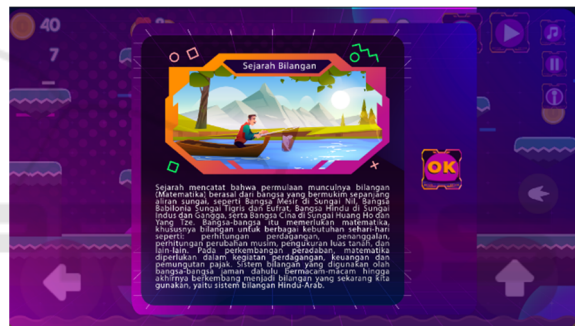 40
7
Sejarah Bilangan
Sejarah mencatat bahwa permulaan munculnya bilangan
(Matematika) berasal dari bangsa yang bermukim sepanjang
aliran sungai, seperti Bangsa Mesir di Sungai Nil, Bangsa
Babilonia Sungai Tigris dan Eufrat, Bangsa Hindu di Sungai
Indus dan Gangga, serta Bangsa Cina di Sungai Huang Ho dan
Yang Tze. Bangsa-bangsa itu memerlukan matematika,
khususnya bilangan untuk berbagai kebutuhan sehari-hari
seperti: perhitungan perdagangan, penanggalan,
perhitungan perubahan musim, pengukuran luas tanah, dan
lain-lain. Pada perkembangan peradaban, matematika
diperlukan dalam kegiatan perdagangan, keuangan dan
pemungutan pajak. Sistem bilangan yang digunakan olah
bangsa-bangsa jaman dahulu bermacam-macam hingga
akhirnya berkembang menjadi bilangan yang sekarang kita
gunakan, yaitu sistem bilangan Hindu-Arab.
OK